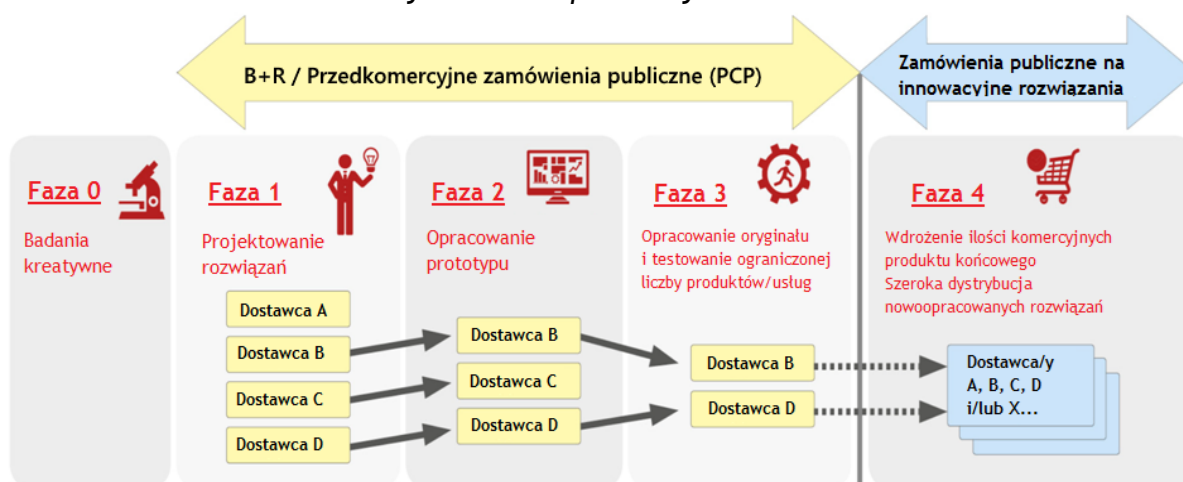 B+R / Przedkomercyjne zamówienia publiczne (PCP)
Zamówienia publiczne na
innowacyjne rozwiązania
Faza 0
Badania
kreatywne
Faza 1
Projektowanie
rozwiązań
Dostawca A
Dostawca B
Dostawca C
Dostawca D
Faza 2
Opracowanie
prototypu
Dostawca B
Dostawca C
Dostawca D
Faza 3
Opracowanie oryginału
i testowanie ograniczonej
liczby produktów/usług
Dostawca B
Dostawca D
Faza 4
Wdrożenie ilości komercyjnych
produktu końcowego
Szeroka dystrybucja
nowoopracowanych rozwiązań
Dostawca/y
A, B, C, D
i/lub X...